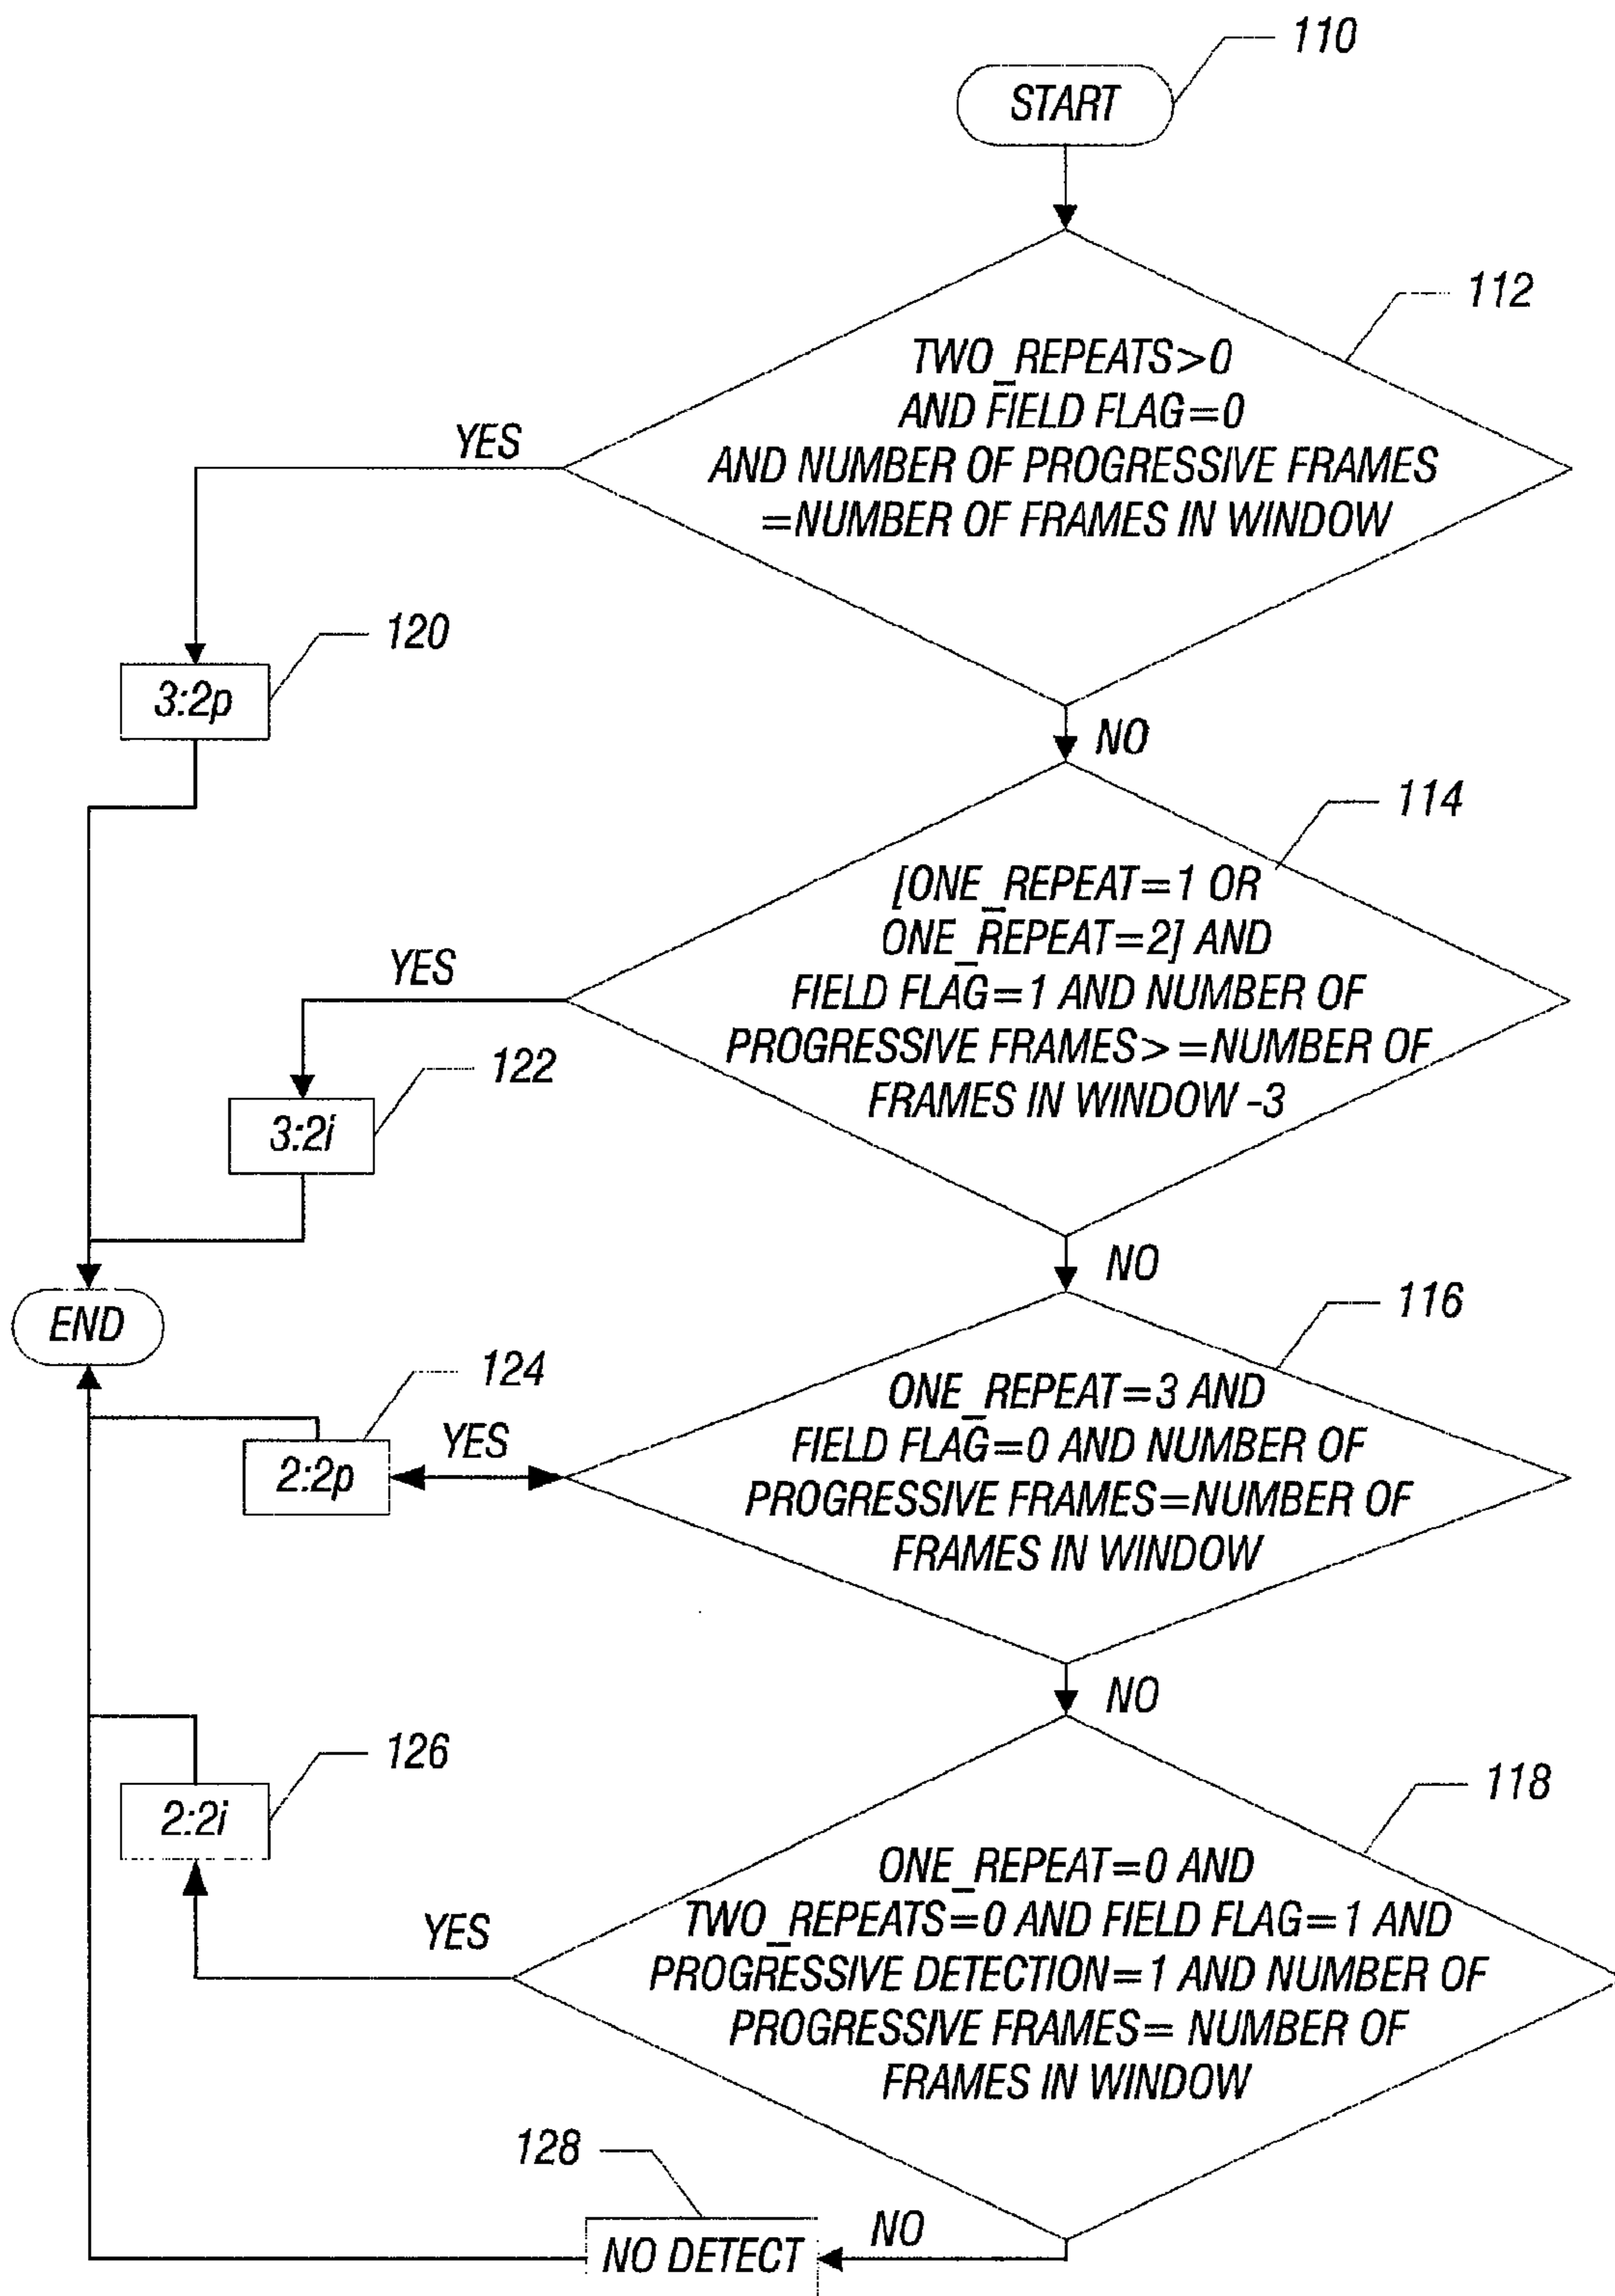 110
START
112
TWO_REPEATS>0
AND FIELD FLAG=0
AND NUMBER OF PROGRESSIVE FRAMES
=NUMBER OF FRAMES IN WINDOW
YES
120
3:2p
NO
114
[ONE_REPEAT=1 OR
ONE_REPEAT=2] AND
FIELD FLAG=1 AND NUMBER OF
PROGRESSIVE FRAMES> =NUMBER OF
FRAMES IN WINDOW -3
YES
122
3:2i
NO
END
116
ONE_REPEAT=3 AND
FIELD FLAG=0 AND NUMBER OF
PROGRESSIVE FRAMES=NUMBER OF
FRAMES IN WINDOW
124
YES
2:2p
NO
126
2:2i
118
ONE_REPEAT=0 AND
TWO_REPEATS=0 AND FIELD FLAG=1 AND
PROGRESSIVE DETECTION=1 AND NUMBER OF
PROGRESSIVE FRAMES= NUMBER OF
FRAMES IN WINDOW
YES
128
NO
NO DETECT